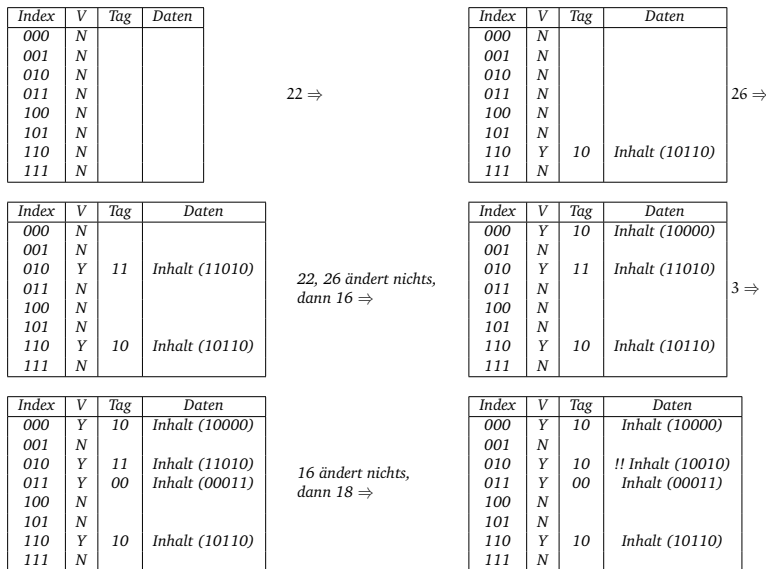 Index V Tag Daten
000 N
001 N
010 N
011 N
100 N
101 N
110 N
111 N
22 ⇒
Index V Tag Daten
000 N
001 N
010 N
011 N
100 N
101 N
110 Y 10 Inhalt (10110)
111 N
26 ⇒
Index V Tag Daten
000 N
001 N
010 Y 11 Inhalt (11010)
011 N
100 N
101 N
110 Y 10 Inhalt (10110)
111 N
22, 26 ändert nichts,
dann 16 ⇒
Index V Tag Daten
000 Y 10 Inhalt (10000)
001 N
010 Y 11 Inhalt (11010)
011 N
100 N
101 N
110 Y 10 Inhalt (10110)
111 N
3 ⇒
Index V Tag Daten
000 Y 10 Inhalt (10000)
001 N
010 Y 11 Inhalt (11010)
011 Y 00 Inhalt (00011)
100 N
101 N
110 Y 10 Inhalt (10110)
111 N
16 ändert nichts,
dann 18 ⇒
Index V Tag Daten
000 Y 10 Inhalt (10000)
001 N
010 Y 10 !! Inhalt (10010)
011 Y 00 Inhalt (00011)
100 N
101 N
110 Y 10 Inhalt (10110)
111 N